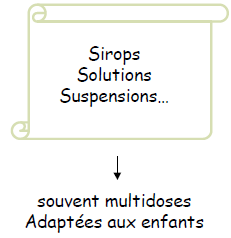 Sirops
Solutions
Suspensions…
souvent multidoses
Adaptées aux enfants